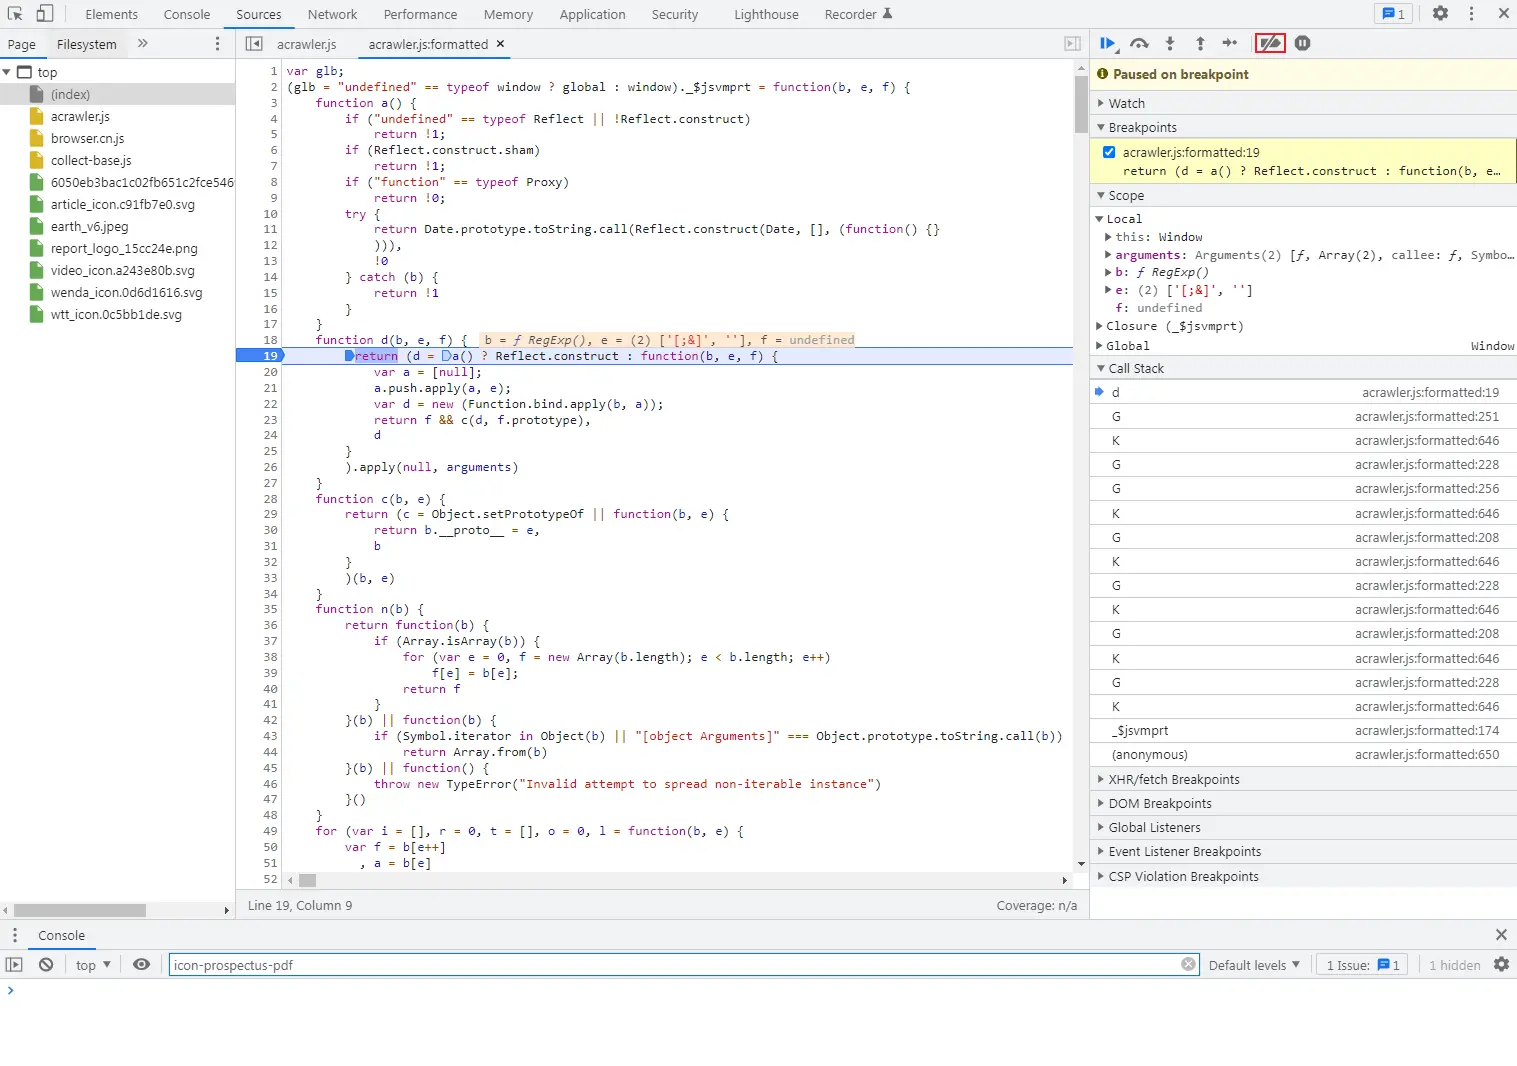 Elements Console Sources Network Performance Memory Application Security Lighthouse Recorder 1
Page Filesystem
acrawler.js acrawler.js:formatted
top
(index)
acrawler.js
browser.cn.js
collect-base.js
6050eb3bac1c02fb651c2fce546
article_icon.c91fb7e0.svg
earth_v6.jpeg
report_logo_15cc24e.png
video_icon.a243e80b.svg
wenda_icon.0d6d1616.svg
wtt_icon.0c5bb1de.svg
1 var glb;
2 (glb = "undefined" == typeof window ? global : window)._$jsvmprt = function(b, e, f) {
3 function a() {
4 if ("undefined" == typeof Reflect || !Reflect.construct)
5 return !1;
6 if (Reflect.construct.sham)
7 return !1;
8 if ("function" == typeof Proxy)
9 return !0;
10 try {
11 return Date.prototype.toString.call(Reflect.construct(Date, [], (function() {}
12 ))),
13 !0
14 } catch (b) {
15 return !1
16 }
17 }
18 function d(b, e, f) { b = ƒ RegExp(), e = (2) ['[;&]', ''], f = undefined
19 return (d = a() ? Reflect.construct : function(b, e, f) {
20 var a = [null];
21 a.push.apply(a, e);
22 var d = new (Function.bind.apply(b, a));
23 return f && c(d, f.prototype),
24 d
25 }
26 ).apply(null, arguments)
27 }
28 function c(b, e) {
29 return (c = Object.setPrototypeOf || function(b, e) {
30 return b.__proto__ = e,
31 b
32 }
33 )(b, e)
34 }
35 function n(b) {
36 return function(b) {
37 if (Array.isArray(b)) {
38 for (var e = 0, f = new Array(b.length); e < b.length; e++)
39 f[e] = b[e];
40 return f
41 }
42 }(b) || function(b) {
43 if (Symbol.iterator in Object(b) || "[object Arguments]" === Object.prototype.toString.call(b))
44 return Array.from(b)
45 }(b) || function() {
46 throw new TypeError("Invalid attempt to spread non-iterable instance")
47 }()
48 }
49 for (var i = [], r = 0, t = [], o = 0, l = function(b, e) {
50 var f = b[e++]
51 , a = b[e]
52
Line 19, Column 9 Coverage: n/a
Paused on breakpoint
Watch
Breakpoints
acrawler.js:formatted:19
return (d = a() ? Reflect.construct : function(b, e…
Scope
Local
this: Window
arguments: Arguments(2) [ƒ, Array(2), callee: ƒ, Symbo…
b: ƒ RegExp()
e: (2) ['[;&]', '']
f: undefined
Closure (_$jsvmprt)
Global Window
Call Stack
d acrawler.js:formatted:19
G acrawler.js:formatted:251
K acrawler.js:formatted:646
G acrawler.js:formatted:228
G acrawler.js:formatted:256
K acrawler.js:formatted:646
G acrawler.js:formatted:208
K acrawler.js:formatted:646
G acrawler.js:formatted:228
K acrawler.js:formatted:646
G acrawler.js:formatted:208
K acrawler.js:formatted:646
G acrawler.js:formatted:228
K acrawler.js:formatted:646
_$jsvmprt acrawler.js:formatted:174
(anonymous) acrawler.js:formatted:650
XHR/fetch Breakpoints
DOM Breakpoints
Global Listeners
Event Listener Breakpoints
CSP Violation Breakpoints
Console
top icon-prospectus-pdf Default levels 1 Issue: 1 1 hidden